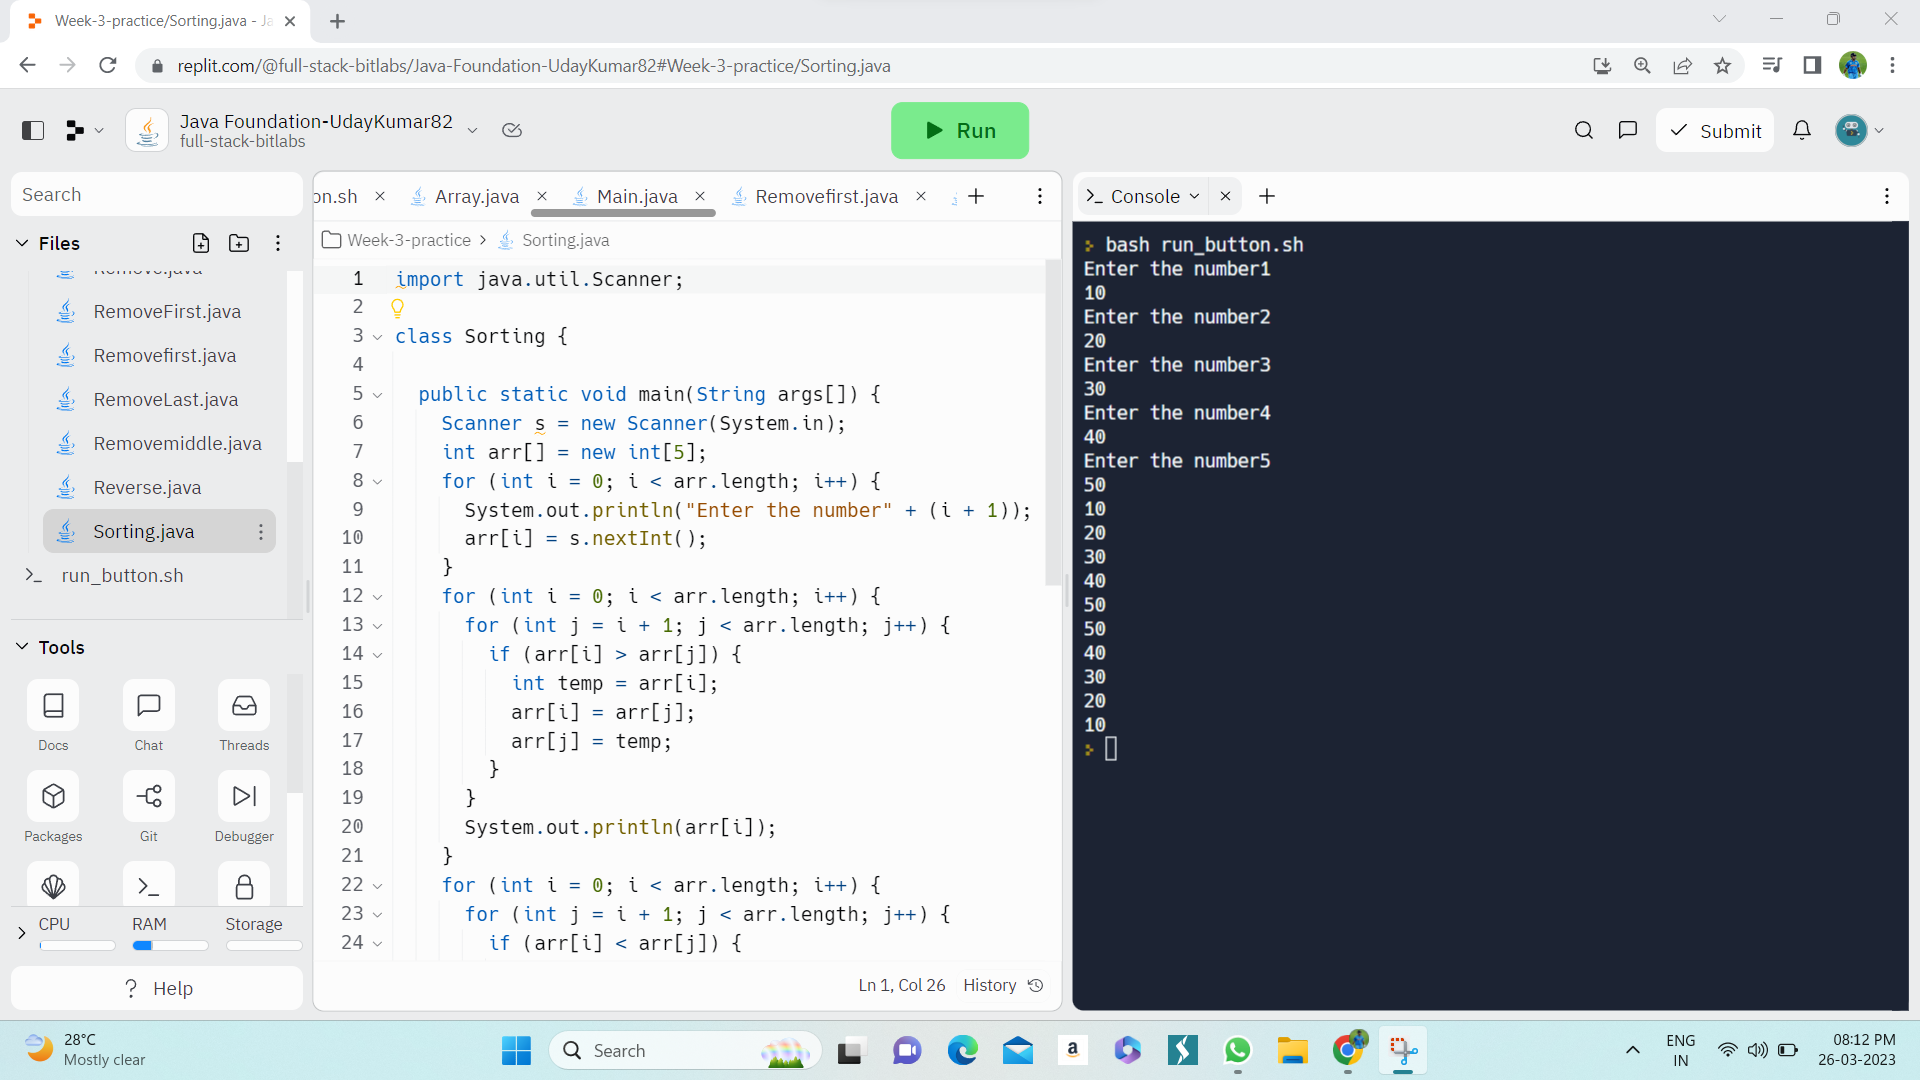 Week-3-practice/Sorting.java - Ja
replit.com/@full-stack-bitlabs/Java-Foundation-UdayKumar82#Week-3-practice/Sorting.java
Java Foundation-UdayKumar82
full-stack-bitlabs
Run
Submit
Search
Files
Remove.java
RemoveFirst.java
Removefirst.java
RemoveLast.java
Removemiddle.java
Reverse.java
Sorting.java
run_button.sh
Tools
Docs
Chat
Threads
Packages
Git
Debugger
CPU
RAM
Storage
? Help
on.sh
Array.java
Main.java
Removefirst.java
Week-3-practice > Sorting.java
1 import java.util.Scanner;
2
3 class Sorting {
4
5 public static void main(String args[]) {
6 Scanner s = new Scanner(System.in);
7 int arr[] = new int[5];
8 for (int i = 0; i < arr.length; i++) {
9 System.out.println("Enter the number" + (i + 1));
10 arr[i] = s.nextInt();
11 }
12 for (int i = 0; i < arr.length; i++) {
13 for (int j = i + 1; j < arr.length; j++) {
14 if (arr[i] > arr[j]) {
15 int temp = arr[i];
16 arr[i] = arr[j];
17 arr[j] = temp;
18 }
19 }
20 System.out.println(arr[i]);
21 }
22 for (int i = 0; i < arr.length; i++) {
23 for (int j = i + 1; j < arr.length; j++) {
24 if (arr[i] < arr[j]) {
Ln 1, Col 26
History
Console
bash run_button.sh
Enter the number1
10
Enter the number2
20
Enter the number3
30
Enter the number4
40
Enter the number5
50
10
20
30
40
50
50
40
30
20
10
28°C
Mostly clear
Search
a
ENG
IN
08:12 PM
26-03-2023